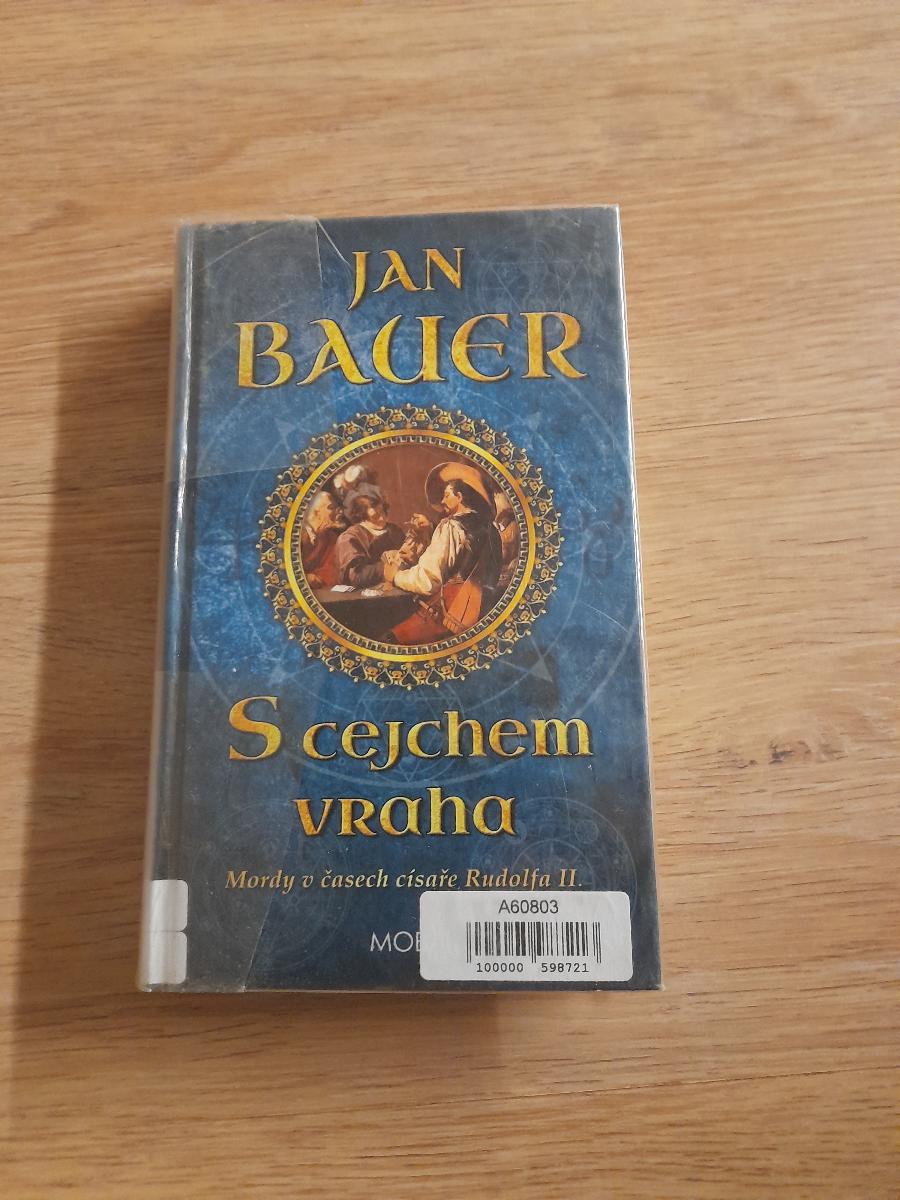 JAN
BAUER
S cejchem
vraha
Mordy v časech císaře Rudolfa II.
A60803
100000 598721